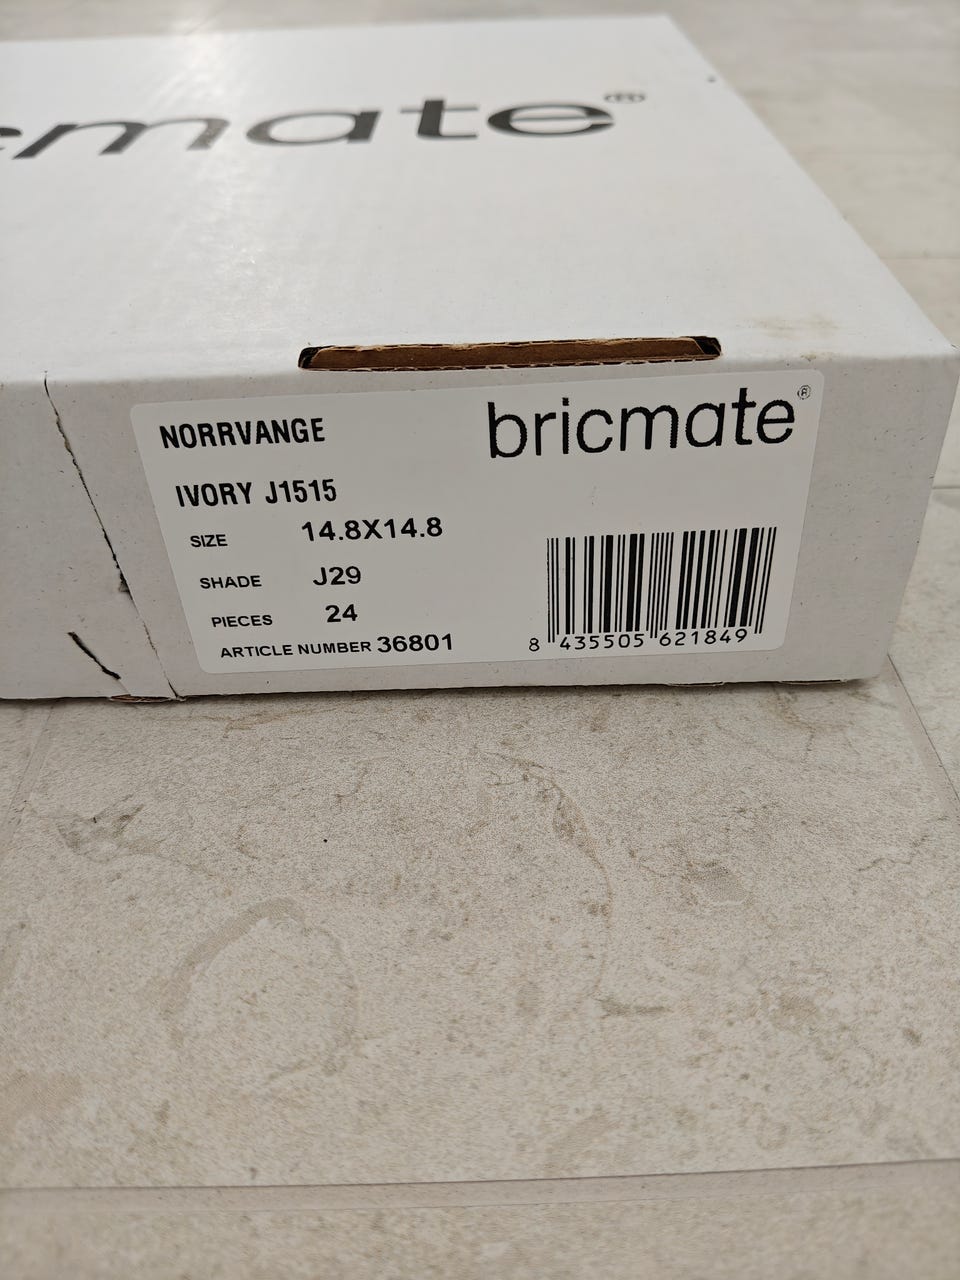 emate®
NORRVANGE
bricmate®
IVORY J1515
SIZE 14.8X14.8
SHADE J29
PIECES 24
ARTICLE NUMBER 36801
8 435505 621849